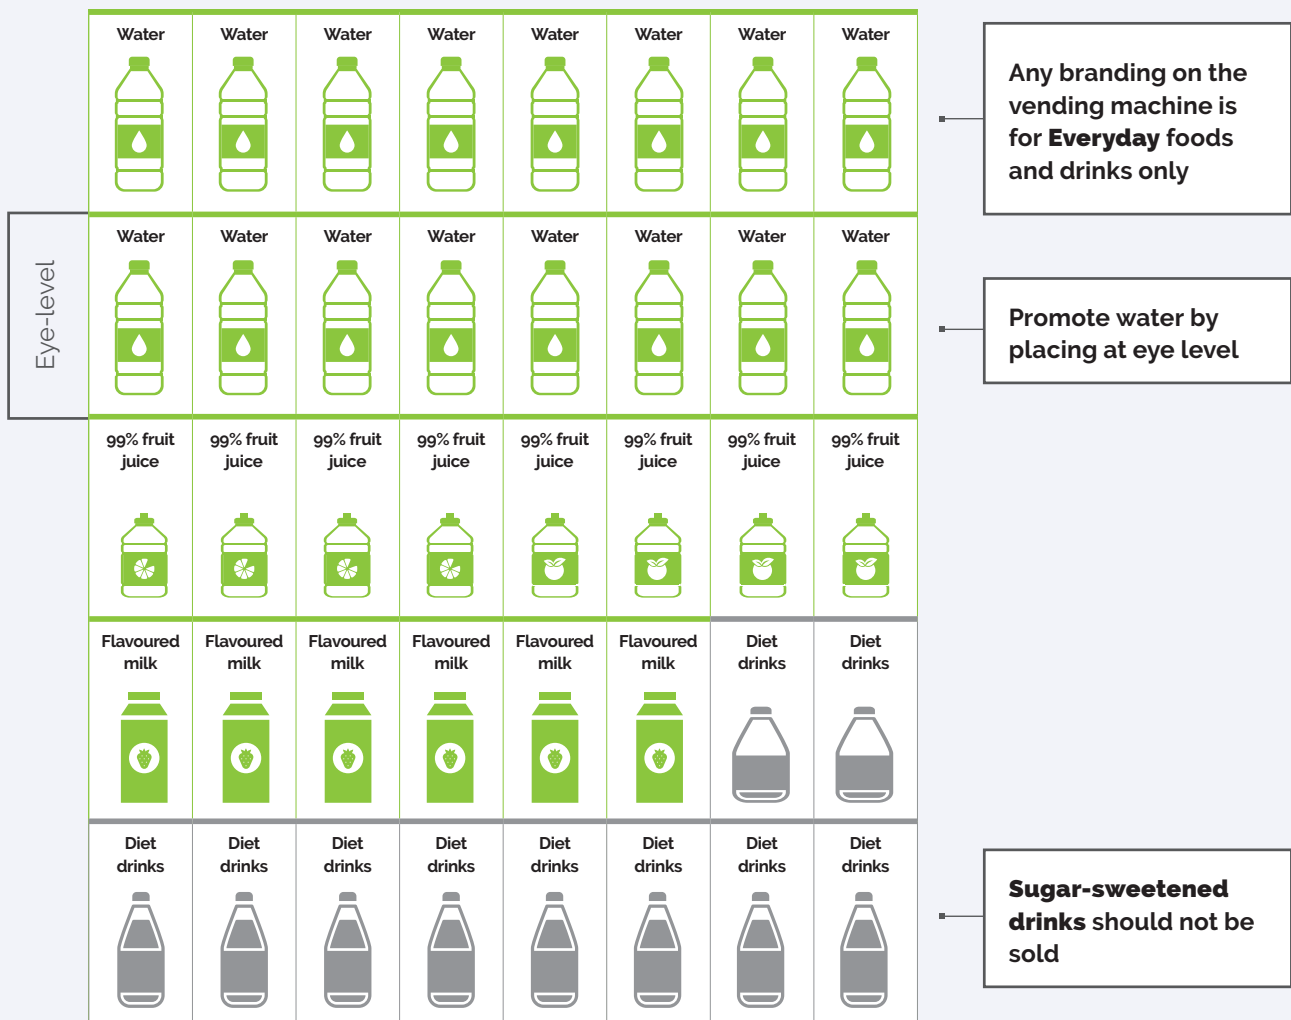 Water Water Water Water Water Water Water Water
Any branding on the
vending machine is
for Everyday foods
and drinks only
Eye-level
Water Water Water Water Water Water Water Water
Promote water by
placing at eye level
99% fruit 99% fruit 99% fruit 99% fruit 99% fruit 99% fruit 99% fruit 99% fruit
juice juice juice juice juice juice juice juice
Flavoured Flavoured Flavoured Flavoured Flavoured Flavoured Diet Diet
milk milk milk milk milk milk drinks drinks
Diet Diet Diet Diet Diet Diet Diet Diet
drinks drinks drinks drinks drinks drinks drinks drinks
Sugar-sweetened
drinks should not be
sold